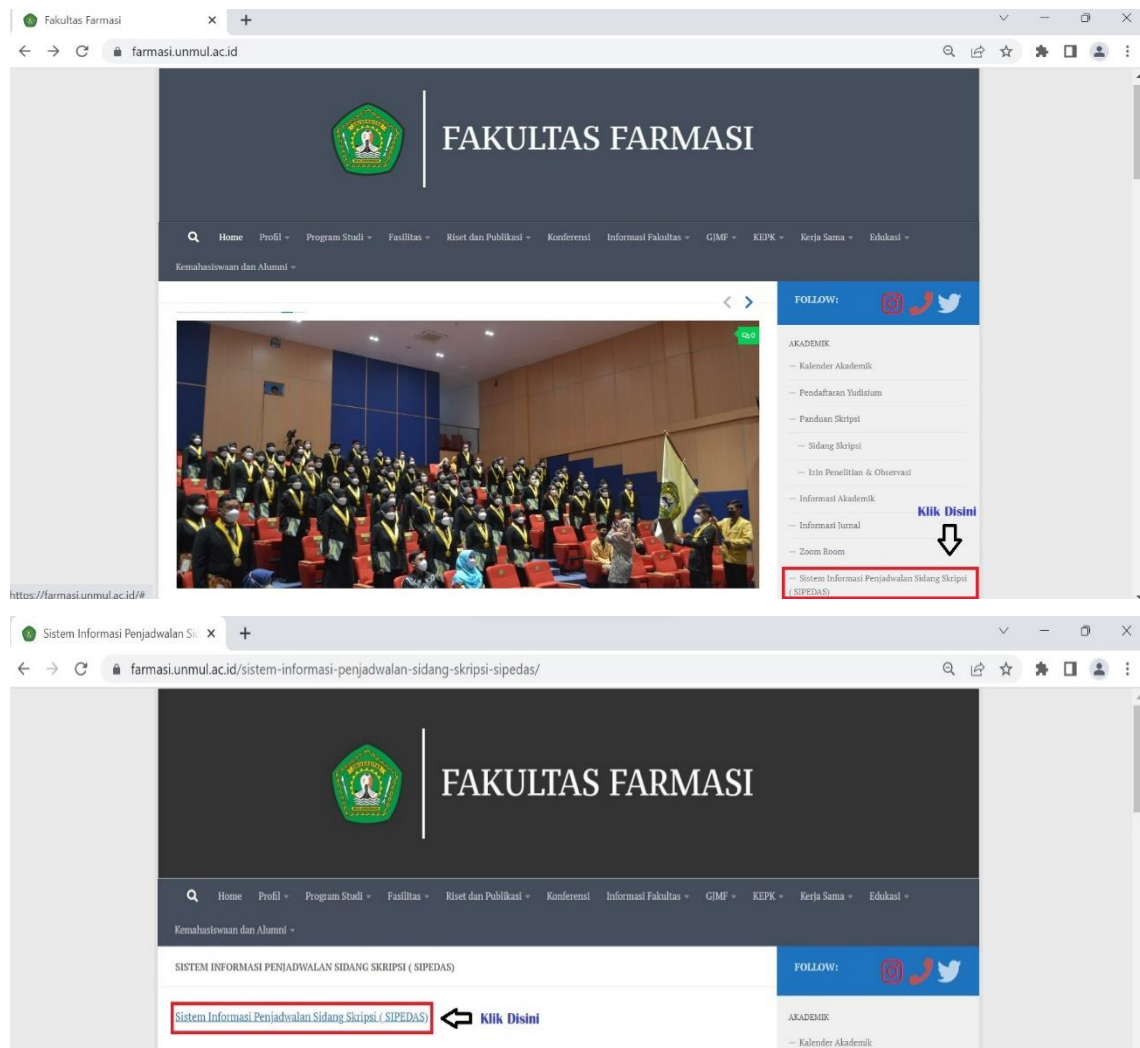 Fakultas Farmasi
farmasi.unmul.ac.id
FAKULTAS FARMASI
Home Profil Program Studi Fasilitas Riset dan Publikasi Konferensi Informasi Fakultas GJMF KEPK Kerja Sama Edukasi
Kemahasiswaan dan Alumni
FOLLOW:
0
AKADEMIK
— Kalender Akademik
— Pendaftaran Yudisium
— Panduan Skripsi
— Sidang Skripsi
— Izin Penelitian & Observasi
— Informasi Akademik
Klik Disini
— Informasi Jurnal
— Zoom Room
— Sistem Informasi Penjadwalan Sidang Skripsi
( SIPEDAS)
https://farmasi.unmul.ac.id/#
Sistem Informasi Penjadwalan Sic
farmasi.unmul.ac.id/sistem-informasi-penjadwalan-sidang-skripsi-sipedas/
FAKULTAS FARMASI
Home Profil Program Studi Fasilitas Riset dan Publikasi Konferensi Informasi Fakultas GJMF KEPK Kerja Sama Edukasi
Kemahasiswaan dan Alumni
SISTEM INFORMASI PENJADWALAN SIDANG SKRIPSI ( SIPEDAS)
FOLLOW:
Sistem Informasi Penjadwalan Sidang Skripsi ( SIPEDAS)
Klik Disini
AKADEMIK
— Kalender Akademik